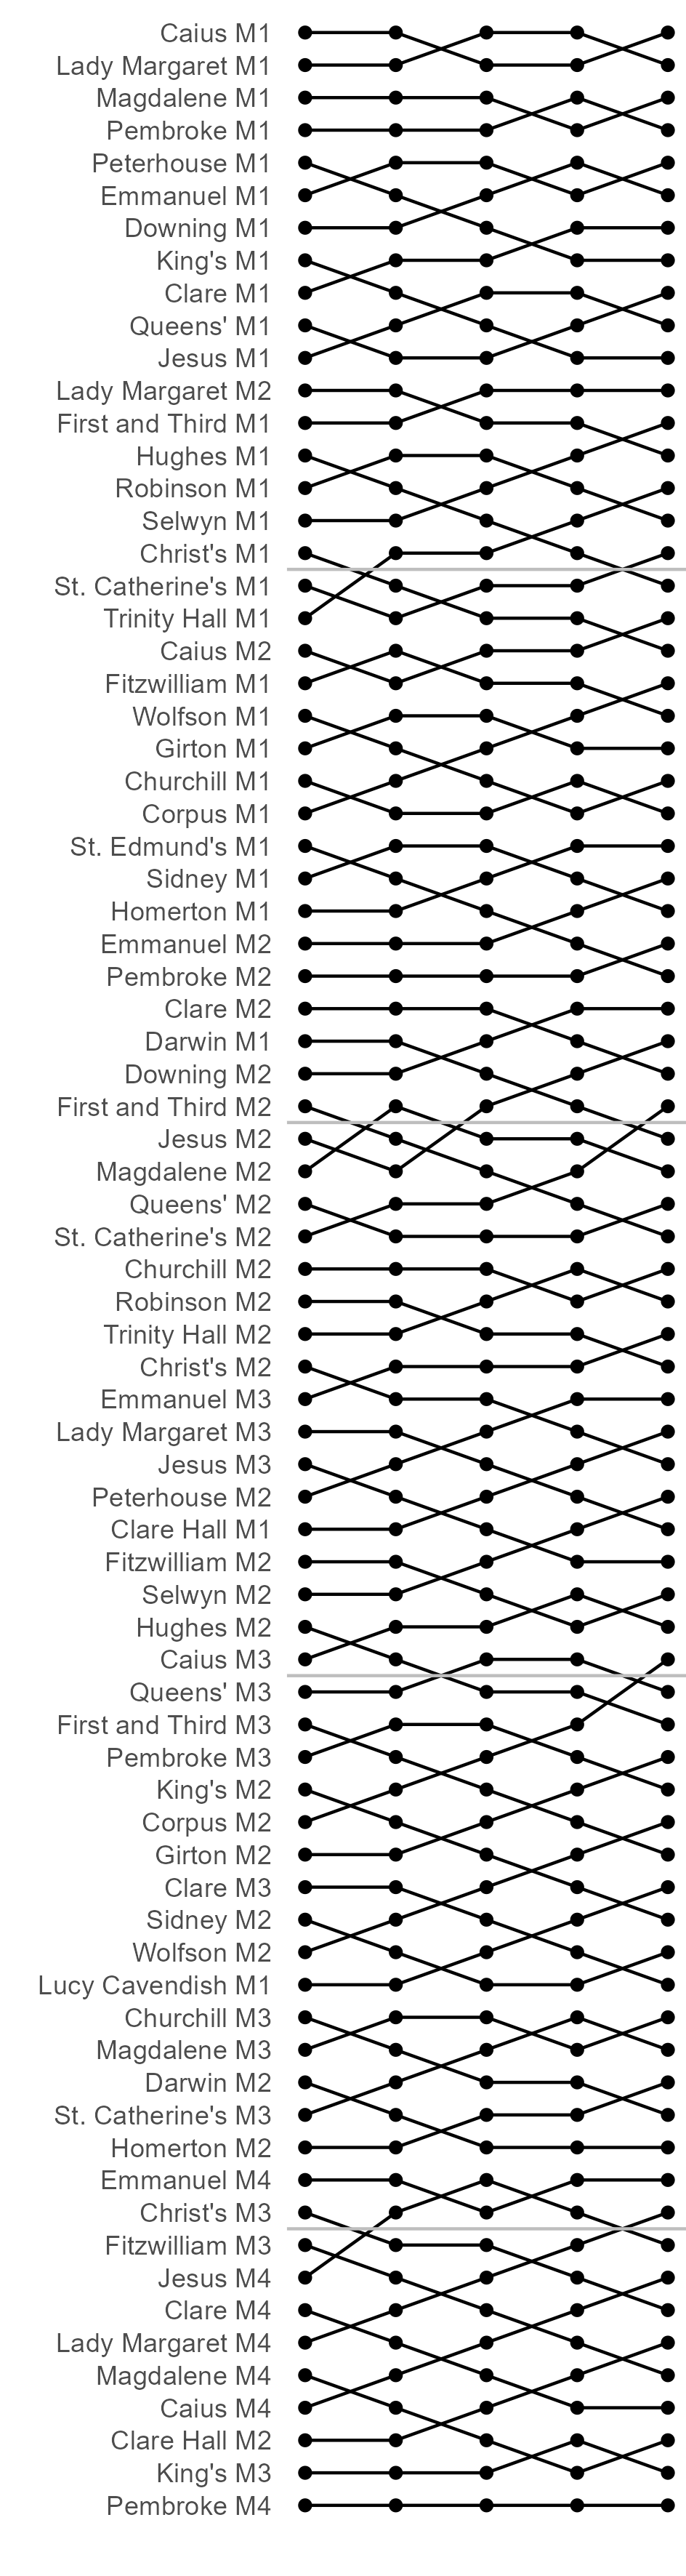 Caius M1
Lady Margaret M1
Magdalene M1
Pembroke M1
Peterhouse M1
Emmanuel M1
Downing M1
King's M1
Clare M1
Queens' M1
Jesus M1
Lady Margaret M2
First and Third M1
Hughes M1
Robinson M1
Selwyn M1
Christ's M1
St. Catherine's M1
Trinity Hall M1
Caius M2
Fitzwilliam M1
Wolfson M1
Girton M1
Churchill M1
Corpus M1
St. Edmund's M1
Sidney M1
Homerton M1
Emmanuel M2
Pembroke M2
Clare M2
Darwin M1
Downing M2
First and Third M2
Jesus M2
Magdalene M2
Queens' M2
St. Catherine's M2
Churchill M2
Robinson M2
Trinity Hall M2
Christ's M2
Emmanuel M3
Lady Margaret M3
Jesus M3
Peterhouse M2
Clare Hall M1
Fitzwilliam M2
Selwyn M2
Hughes M2
Caius M3
Queens' M3
First and Third M3
Pembroke M3
King's M2
Corpus M2
Girton M2
Clare M3
Sidney M2
Wolfson M2
Lucy Cavendish M1
Churchill M3
Magdalene M3
Darwin M2
St. Catherine's M3
Homerton M2
Emmanuel M4
Christ's M3
Fitzwilliam M3
Jesus M4
Clare M4
Lady Margaret M4
Magdalene M4
Caius M4
Clare Hall M2
King's M3
Pembroke M4